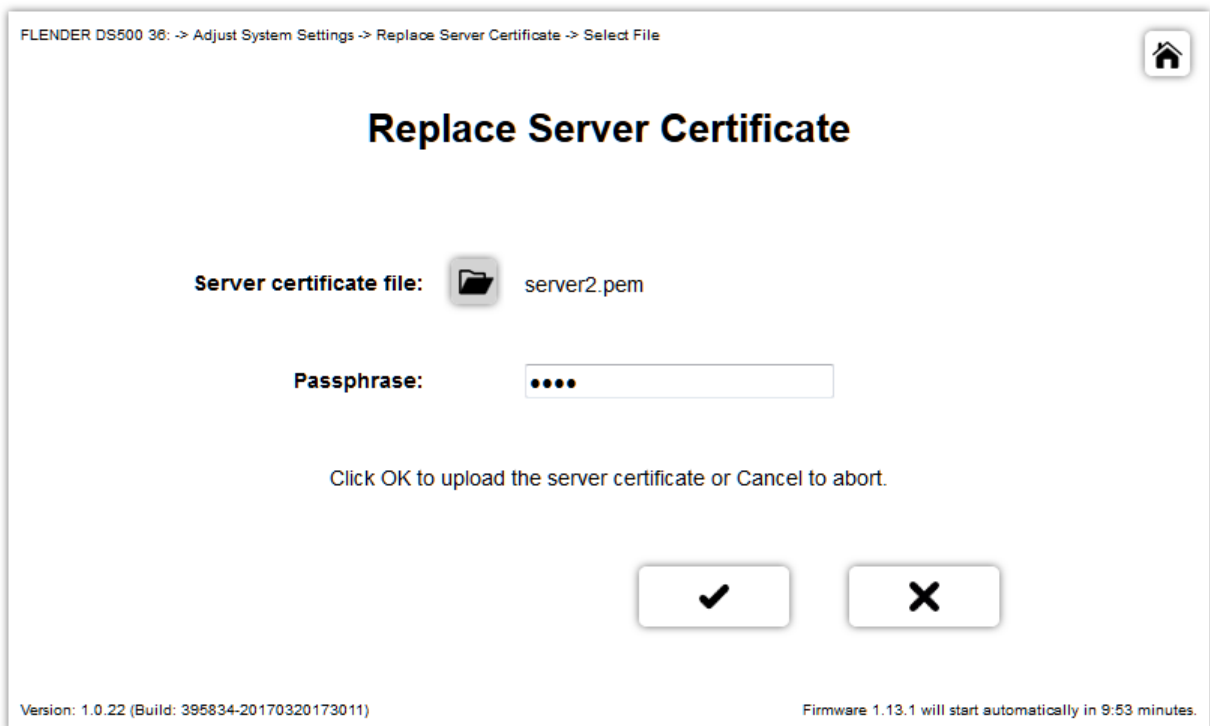 FLENDER DS500 36: -> Adjust System Settings -> Replace Server Certificate -> Select File
Replace Server Certificate
Server certificate file: server2.pem
Passphrase: ••••
Click OK to upload the server certificate or Cancel to abort.
Version: 1.0.22 (Build: 395834-20170320173011) Firmware 1.13.1 will start automatically in 9:53 minutes.